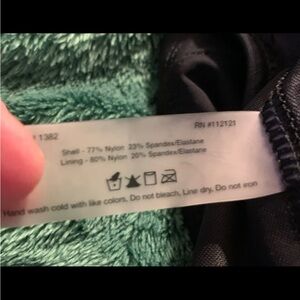 11382 RN #112121
Shell - 77% Nylon 23% Spandex/Elastane
Lining - 80% Nylon 20% Spandex/Elastane
Hand wash cold with like colors, Do not bleach, Line dry, Do not iron